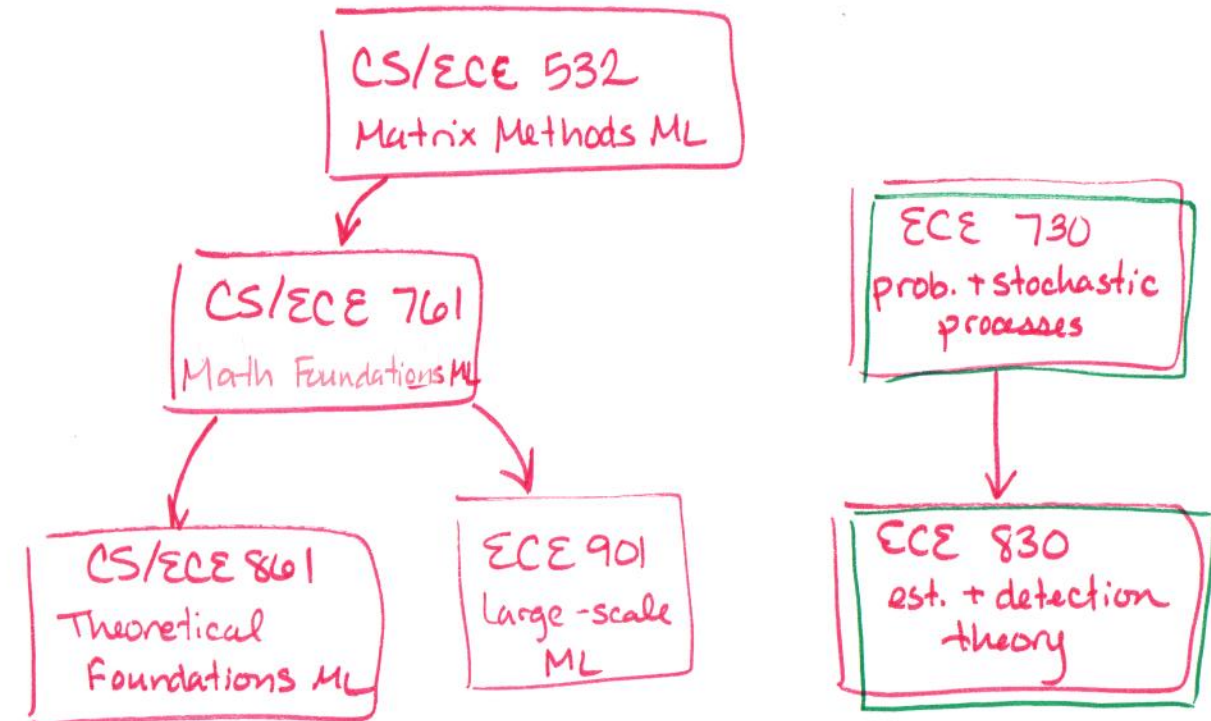 CS/ECE 532
Matrix Methods ML
CS/ECE 761
Math Foundations ML
CS/ECE 861
Theoretical
Foundations ML
ECE 901
Large-scale
ML
ECE 730
prob. + stochastic
processes
ECE 830
est. + detection
theory